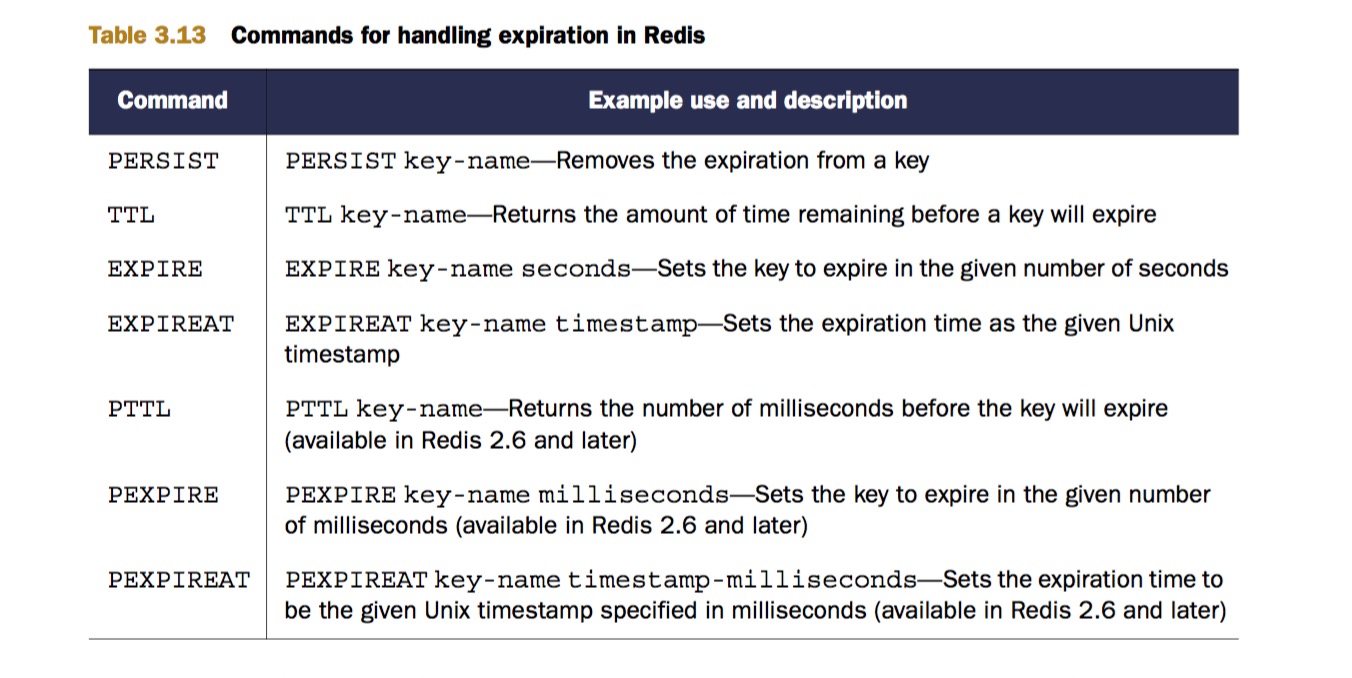 Table 3.13 Commands for handling expiration in Redis
Command Example use and description
PERSIST PERSIST key-name—Removes the expiration from a key
TTL TTL key-name—Returns the amount of time remaining before a key will expire
EXPIRE EXPIRE key-name seconds—Sets the key to expire in the given number of seconds
EXPIREAT EXPIREAT key-name timestamp—Sets the expiration time as the given Unix
timestamp
PTTL PTTL key-name—Returns the number of milliseconds before the key will expire
(available in Redis 2.6 and later)
PEXPIRE PEXPIRE key-name milliseconds—Sets the key to expire in the given number
of milliseconds (available in Redis 2.6 and later)
PEXPIREAT PEXPIREAT key-name timestamp-milliseconds—Sets the expiration time to
be the given Unix timestamp specified in milliseconds (available in Redis 2.6 and later)